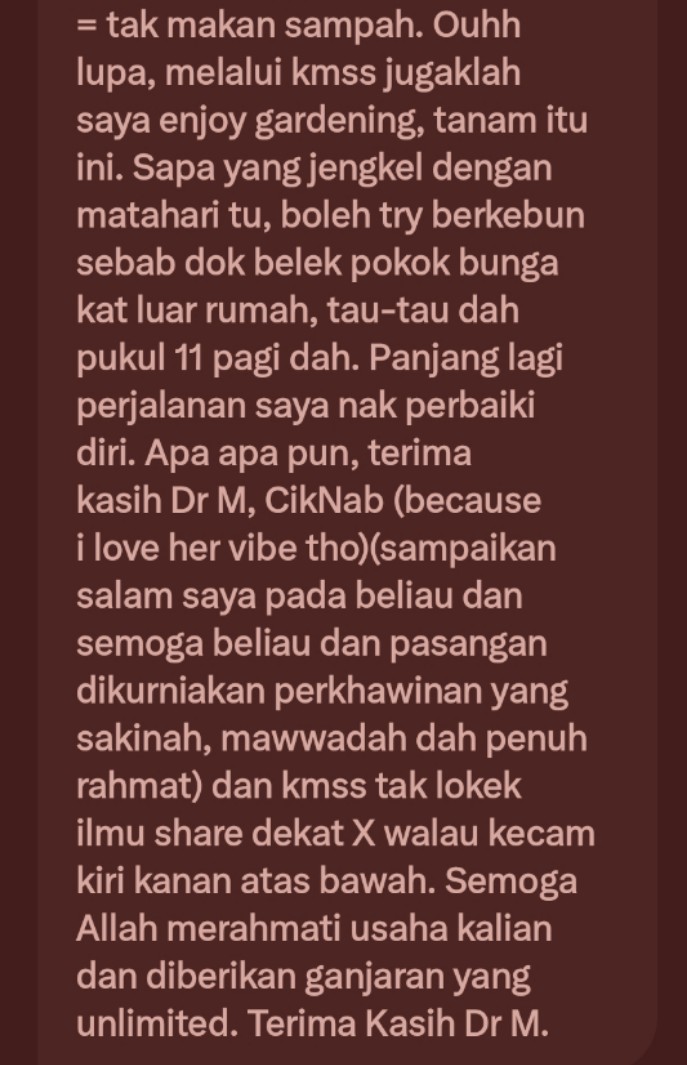 = tak makan sampah. Ouhh
lupa, melalui kmss jugaklah
saya enjoy gardening, tanam itu
ini. Sapa yang jengkel dengan
matahari tu, boleh try berkebun
sebab dok belek pokok bunga
kat luar rumah, tau-tau dah
pukul 11 pagi dah. Panjang lagi
perjalanan saya nak perbaiki
diri. Apa apa pun, terima
kasih Dr M, CikNab (because
i love her vibe tho)(sampaikan
salam saya pada beliau dan
semoga beliau dan pasangan
dikurniakan perkhawinan yang
sakinah, mawwadah dah penuh
rahmat) dan kmss tak lokek
ilmu share dekat X walau kecam
kiri kanan atas bawah. Semoga
Allah merahmati usaha kalian
dan diberikan ganjaran yang
unlimited. Terima Kasih Dr M.